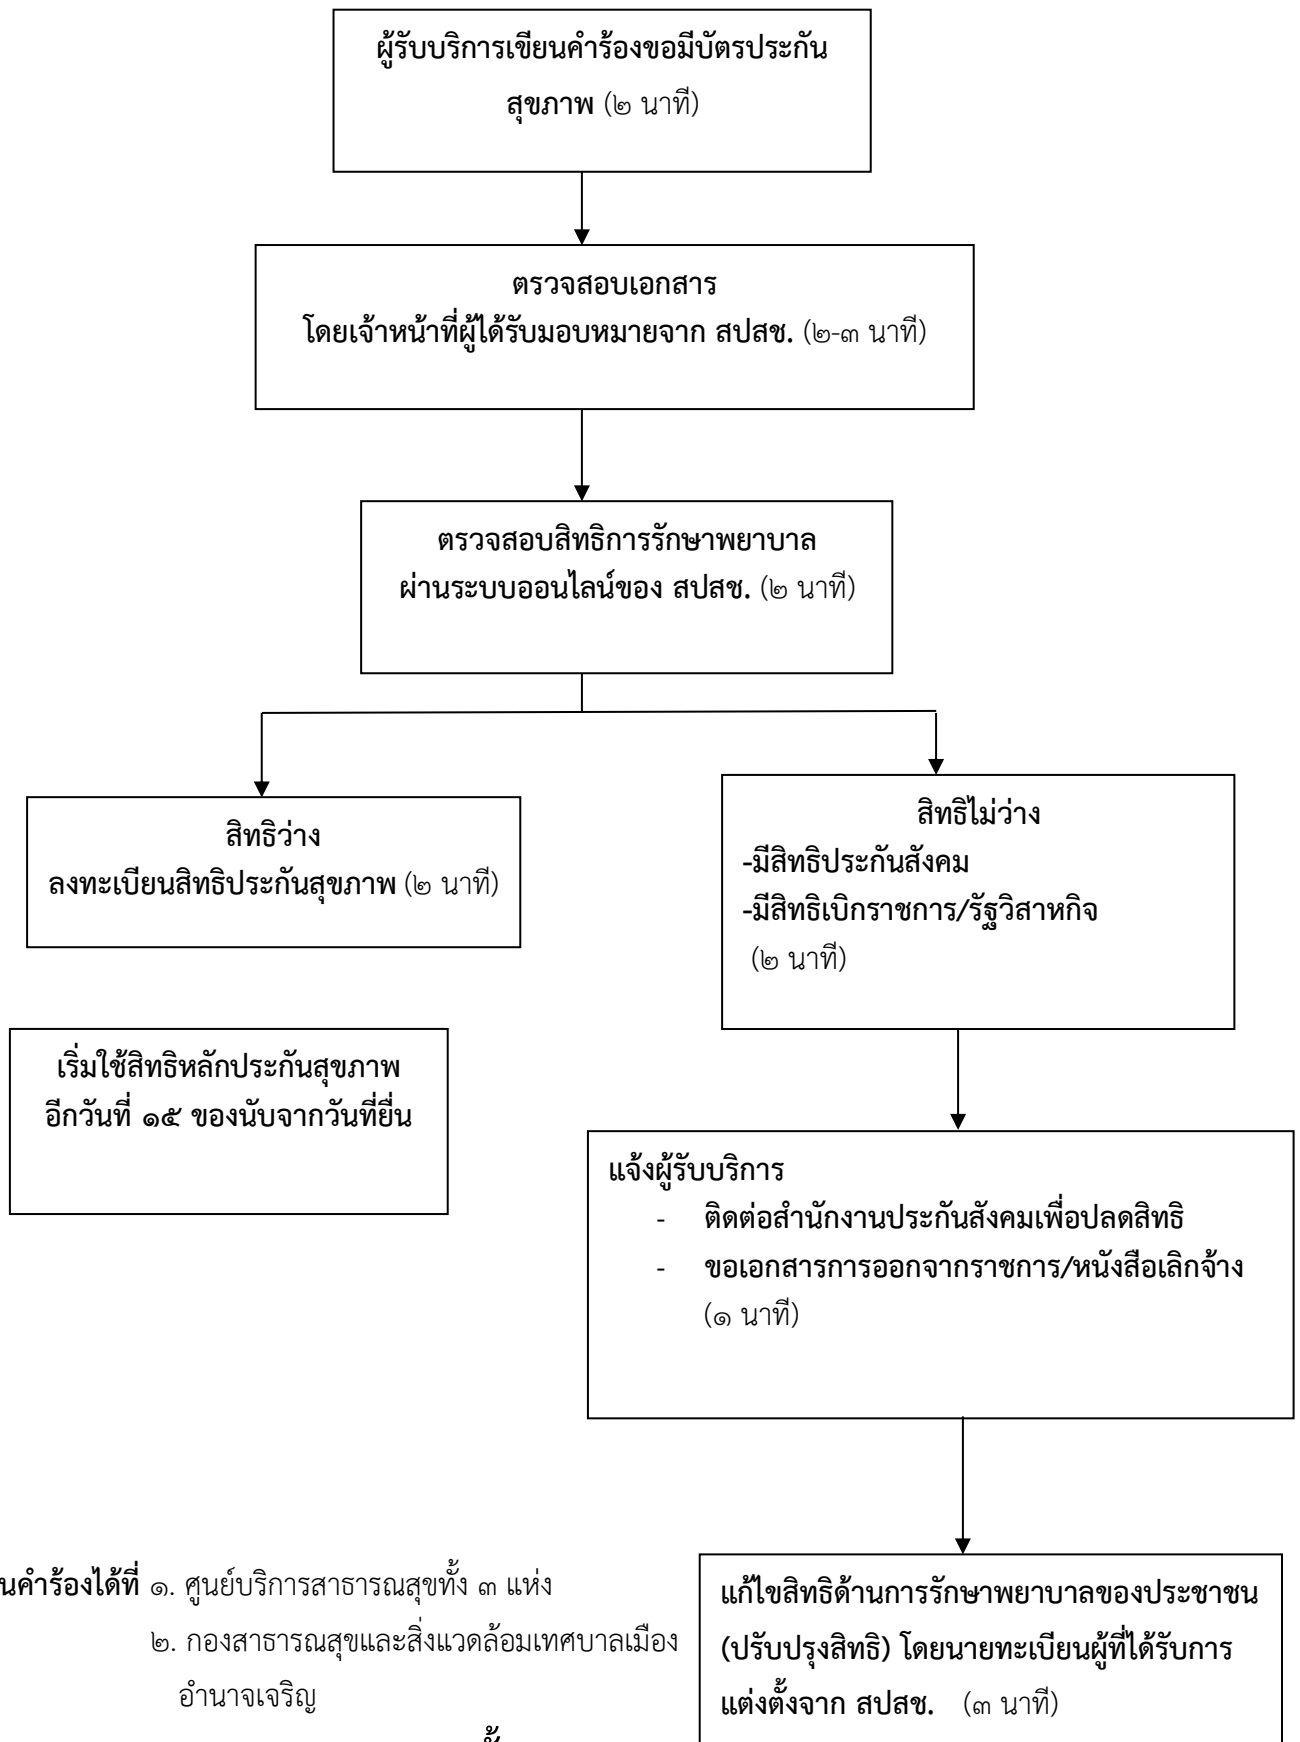 ผู้รับบริการเขียนคำร้องขอมีบัตรประกัน
สุขภาพ (๒ นาที)
ตรวจสอบเอกสาร
โดยเจ้าหน้าที่ผู้ได้รับมอบหมายจาก สปสช. (๒-๓ นาที)
ตรวจสอบสิทธิการรักษาพยาบาล
ผ่านระบบออนไลน์ของ สปสช. (๒ นาที)
สิทธิว่าง
ลงทะเบียนสิทธิประกันสุขภาพ (๒ นาที)
สิทธิไม่ว่าง
-มีสิทธิประกันสังคม
-มีสิทธิเบิกราชการ/รัฐวิสาหกิจ
(๒ นาที)
เริ่มใช้สิทธิหลักประกันสุขภาพ
อีกวันที่ ๑๕ ของนับจากวันที่ยื่น
แจ้งผู้รับบริการ
- ติดต่อสำนักงานประกันสังคมเพื่อปลดสิทธิ
- ขอเอกสารการออกจากราชการ/หนังสือเลิกจ้าง
(๑ นาที)
นคำร้องได้ที่ ๑. ศูนย์บริการสาธารณสุขทั้ง ๓ แห่ง
๒. กองสาธารณสุขและสิ่งแวดล้อมเทศบาลเมือง
อำนาจเจริญ
แก้ไขสิทธิด้านการรักษาพยาบาลของประชาชน
(ปรับปรุงสิทธิ) โดยนายทะเบียนผู้ที่ได้รับการ
แต่งตั้งจาก สปสช. (๓ นาที)